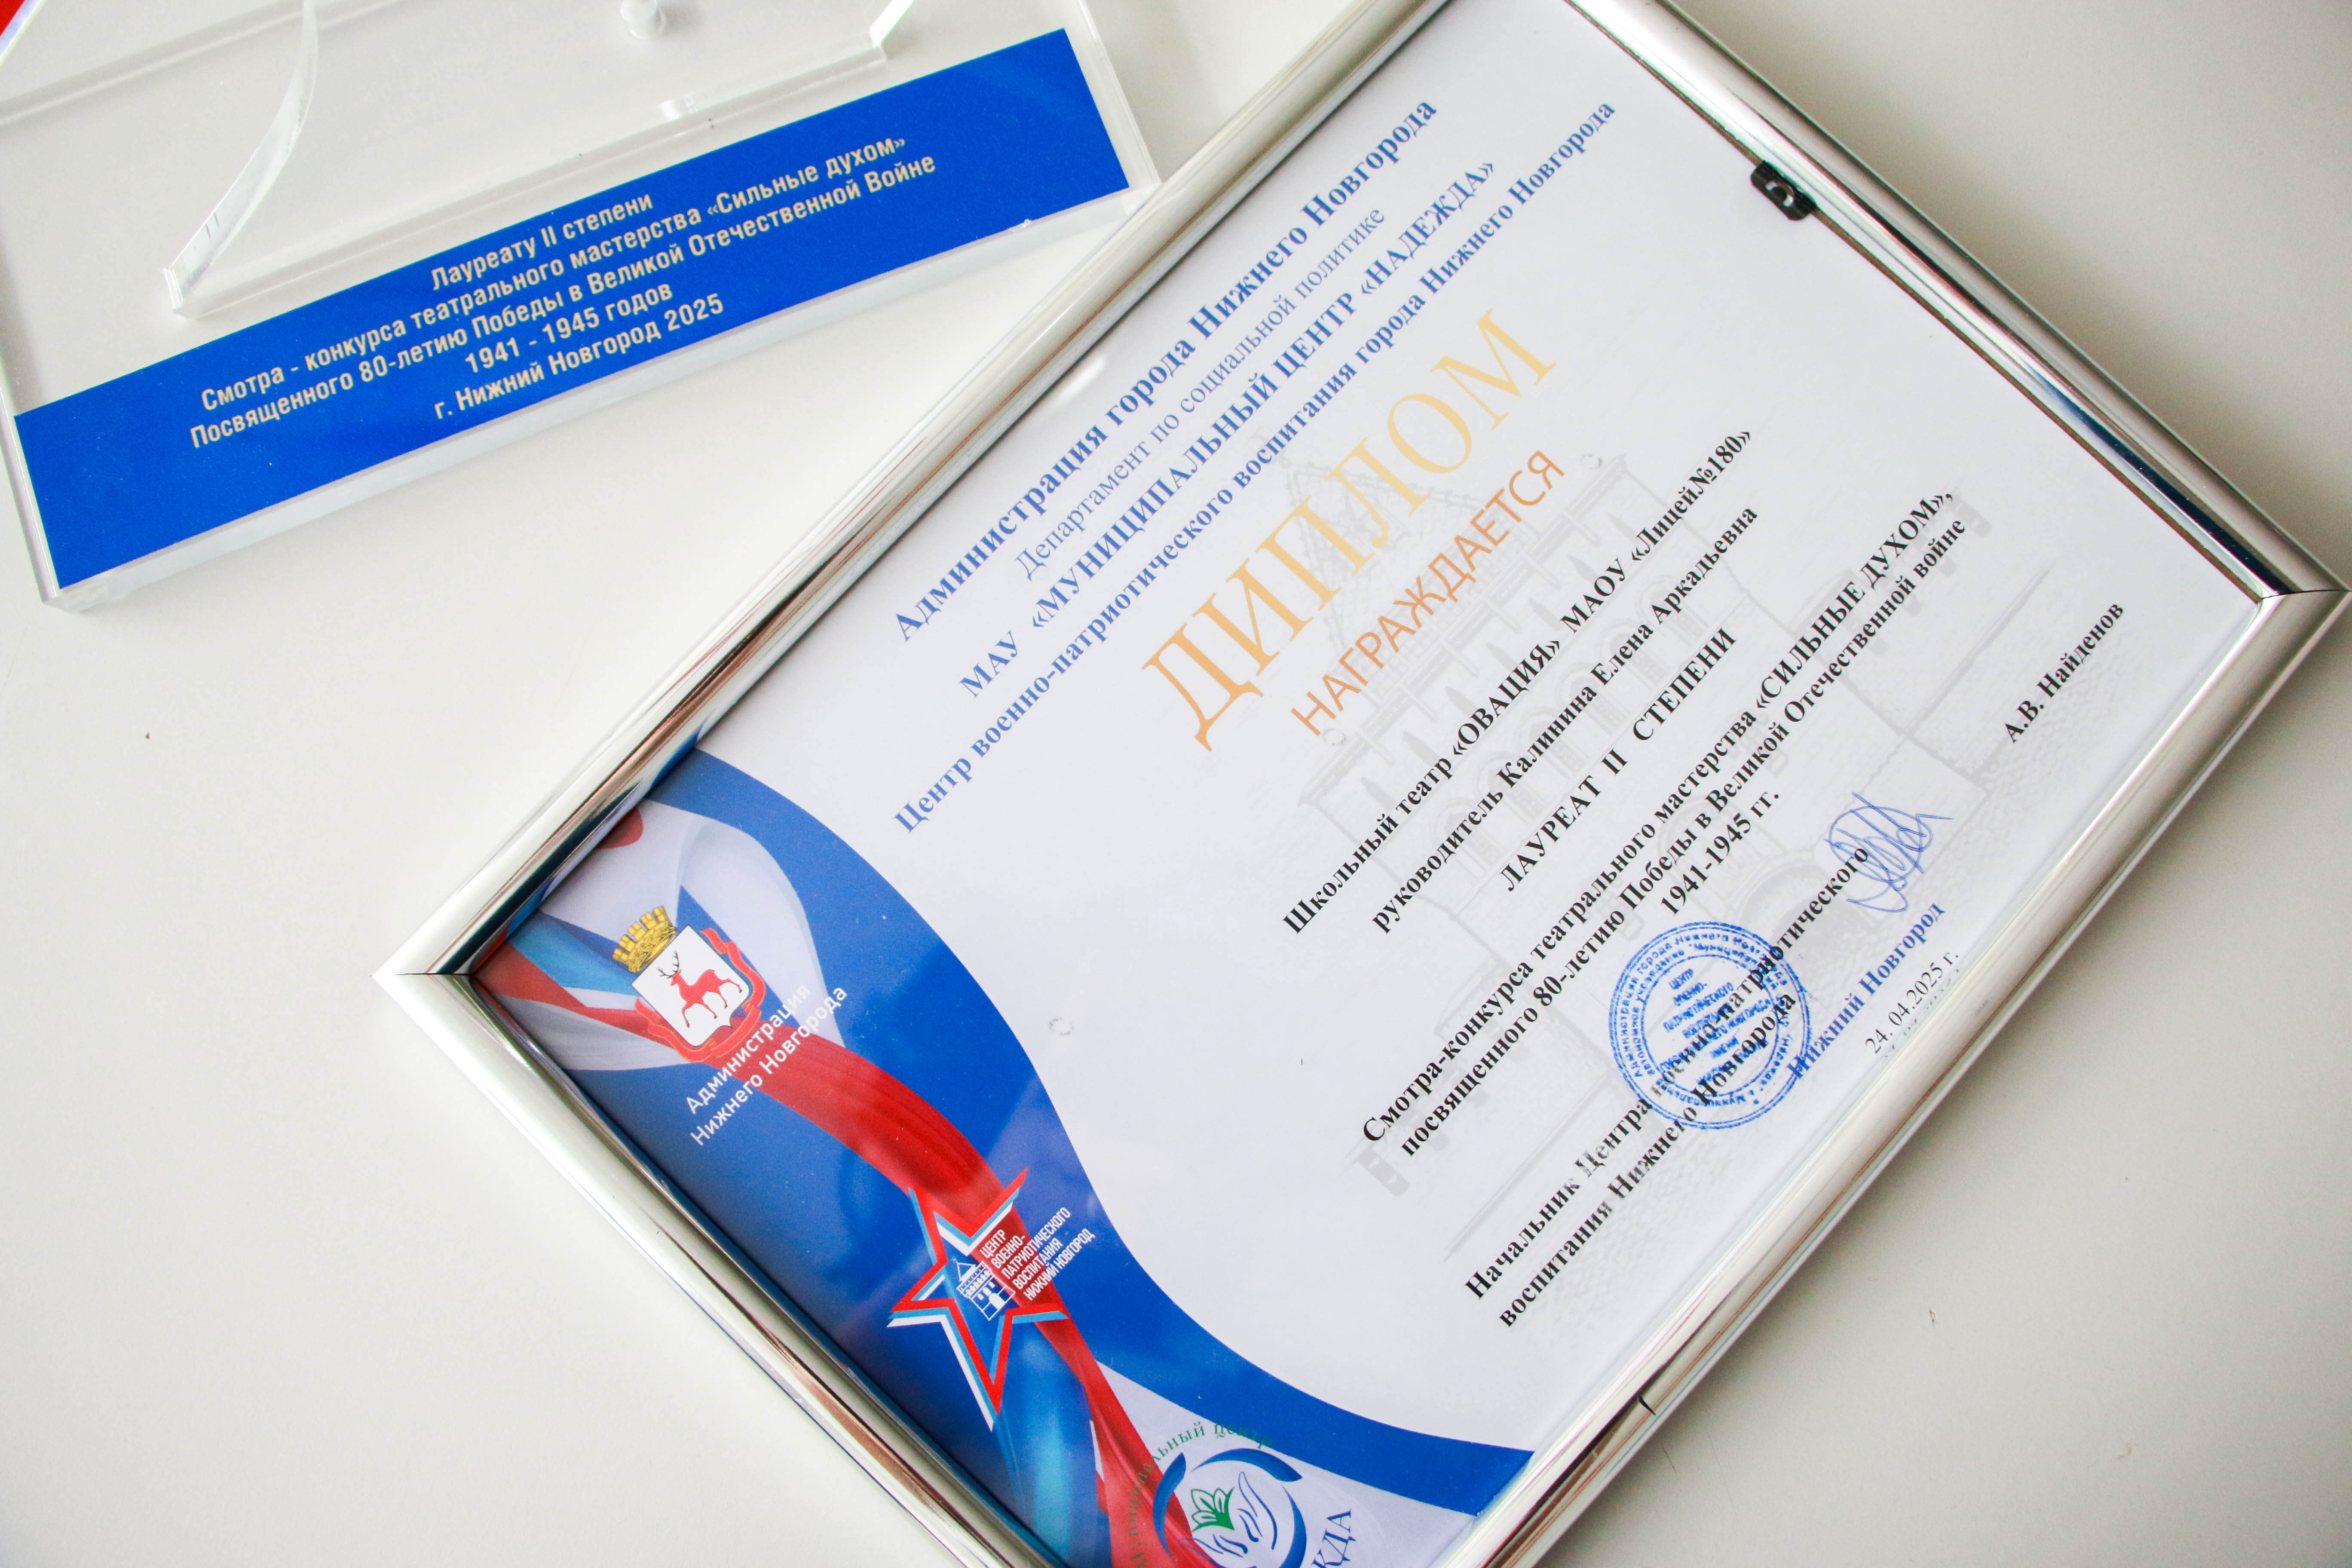 Лауреату II степени
Смотра - конкурса театрального мастерства «Сильные духом»
Посвященного 80-летию Победы в Великой Отечественной Войне
1941 - 1945 годов
г. Нижний Новгород 2025
Администрация города Нижнего Новгорода
Департамент по социальной политике
МАУ «МУНИЦИПАЛЬНЫЙ ЦЕНТР «НАДЕЖДА»
Центр военно-патриотического воспитания города Нижнего Новгорода
ДИПЛОМ
НАГРАЖДАЕТСЯ
Школьный театр «ОВАЦИЯ» МАОУ «Лицей№180»
руководитель Калинина Елена Аркадьевна
ЛАУРЕАТ II СТЕПЕНИ
Смотра-конкурса театрального мастерства «СИЛЬНЫЕ ДУХОМ»,
посвященного 80-летию Победы в Великой Отечественной войне
1941-1945 гг.
Начальник Центра военно-патриотического
воспитания Нижнего Новгорода
А.В. Найденов
Нижний Новгород
24.04.2025 г.
Администрация
Нижнего Новгорода
ЦЕНТР
ВОЕННО-
ПАТРИОТИЧЕСКОГО
ВОСПИТАНИЯ
НИЖНИЙ НОВГОРОД
центр
ЖДА